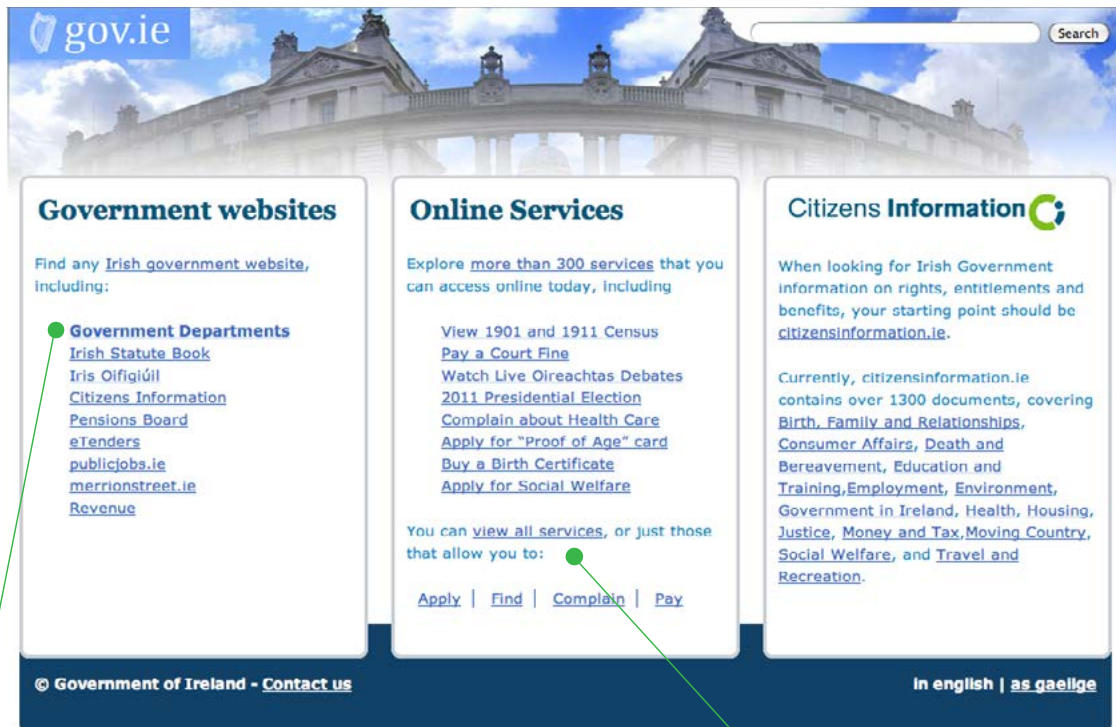 gov.ie
Search
Government websites
Find any Irish government website,
including:
Government Departments
Irish Statute Book
Iris Oifigiúil
Citizens Information
Pensions Board
eTenders
publicjobs.ie
merrionstreet.ie
Revenue
Online Services
Explore more than 300 services that you
can access online today, including
View 1901 and 1911 Census
Pay a Court Fine
Watch Live Oireachtas Debates
2011 Presidential Election
Complain about Health Care
Apply for “Proof of Age” card
Buy a Birth Certificate
Apply for Social Welfare
You can view all services, or just those
that allow you to:
Apply | Find | Complain | Pay
Citizens Information
When looking for Irish Government
information on rights, entitlements and
benefits, your starting point should be
citizensinformation.ie.
Currently, citizensinformation.ie
contains over 1300 documents, covering
Birth, Family and Relationships,
Consumer Affairs, Death and
Bereavement, Education and
Training,Employment, Environment,
Government in Ireland, Health, Housing,
Justice, Money and Tax,Moving Country,
Social Welfare, and Travel and
Recreation.
© Government of Ireland - Contact us
in english | as gaeilge